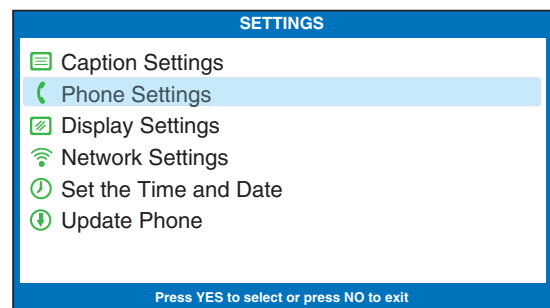 SETTINGS
Caption Settings
Phone Settings
Display Settings
Network Settings
Set the Time and Date
Update Phone
Press YES to select or press NO to exit